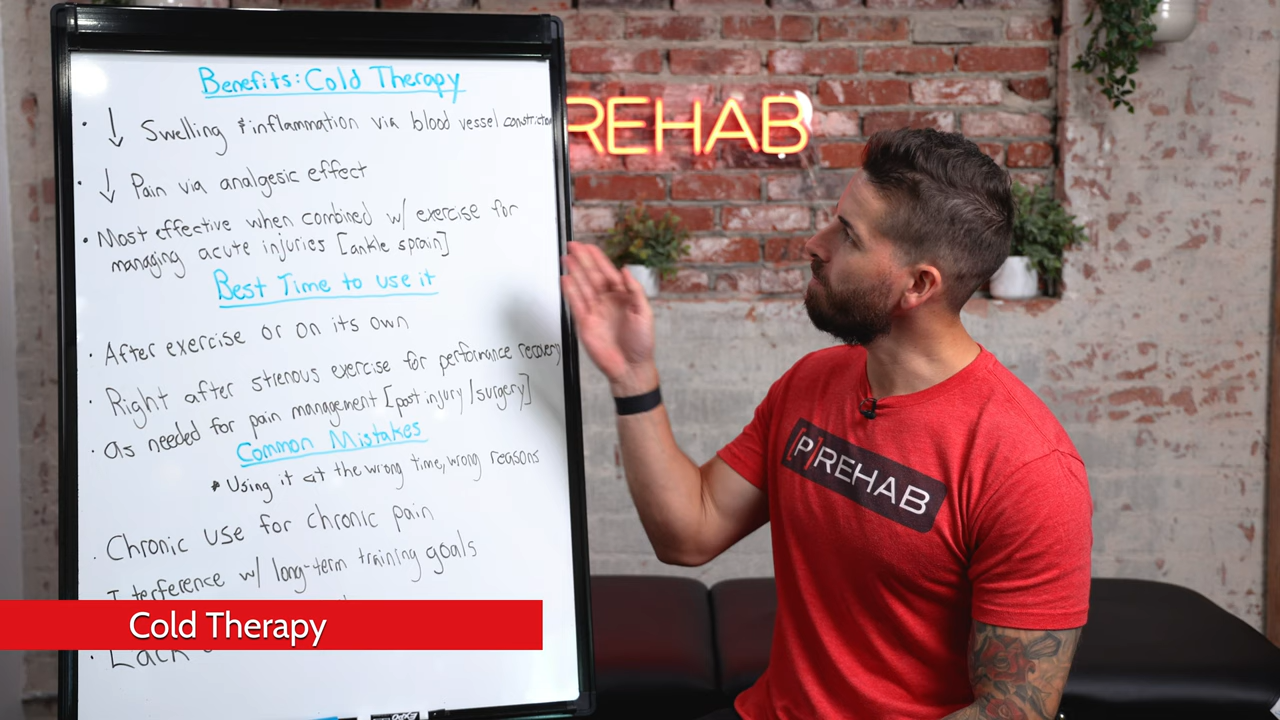 Benefits: Cold Therapy
• ↓ Swelling & inflammation via blood vessel constriction
• ↓ Pain via analgesic effect
• Most effective when combined w/ exercise for
managing acute injuries [ankle sprain]
Best Time to use it
• After exercise or on its own
• Right after strenous exercise for performance recovery
• as needed for pain management [post injury/surgery]
Common Mistakes
* Using it at the wrong time, wrong reasons
• Chronic use for chronic pain
• Interference w/ long-term training goals
• Lack
Cold Therapy
PREHAB
[P]REHAB